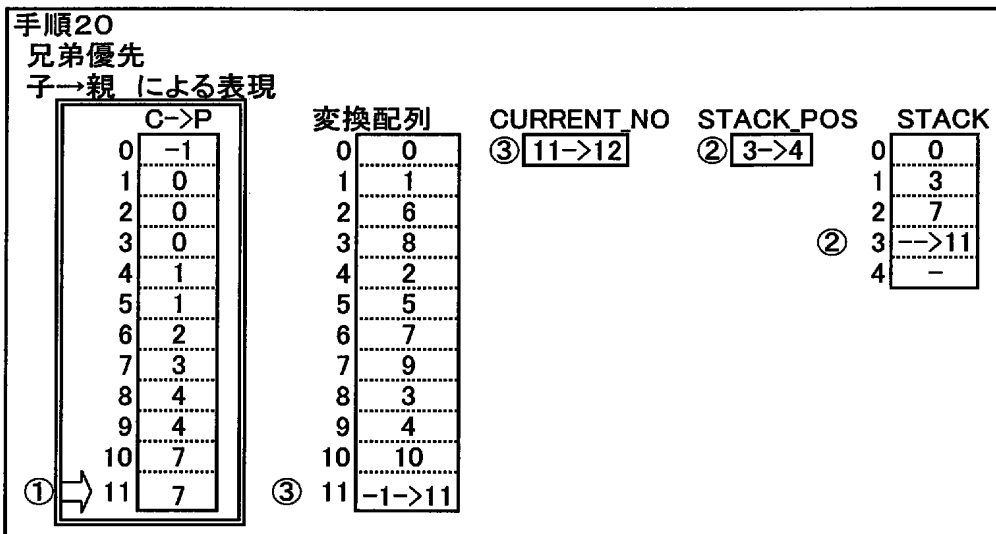 手順20
兄弟優先
子→親 による表現
C->P 変換配列 CURRENT_NO STACK_POS STACK
0 -1 0 0 ③ 11->12 ② 3->4 0 0
1 0 1 1 1 3
2 0 2 6 2 7
3 0 3 8 ② 3 -->11
4 1 4 2 4 -
5 1 5 5
6 2 6 7
7 3 7 9
8 4 8 3
9 4 9 4
10 7 10 10
① 11 7 ③ 11 -1->11